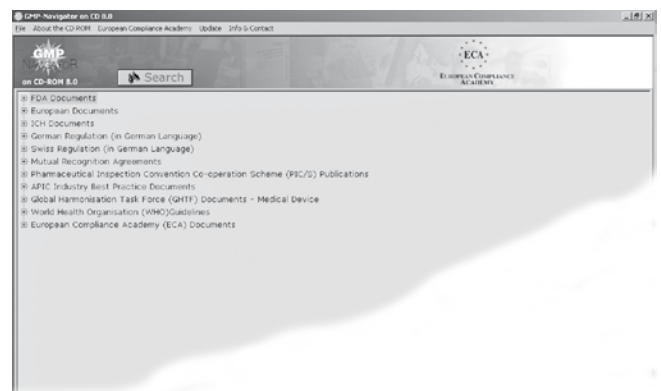 GMP-Navigator on CD 8.0
File About the CD ROM European Compliance Academy Update Info & Contact
GMP
on CD-ROM 8.0
Search
ECA
EUROPEAN COMPLIANCE
ACADEMY
FDA Documents
European Documents
ICH Documents
German Regulation (in German Language)
Swiss Regulation (in German Language)
Mutual Recognition Agreements
Pharmaceutical Inspection Convention Co-operation Scheme (PIC/S) Publications
APIC Industry Best Practice Documents
Global Harmonisation Task Force (GHTF) Documents - Medical Device
World Health Organisation (WHO)Guidelines
European Compliance Academy (ECA) Documents